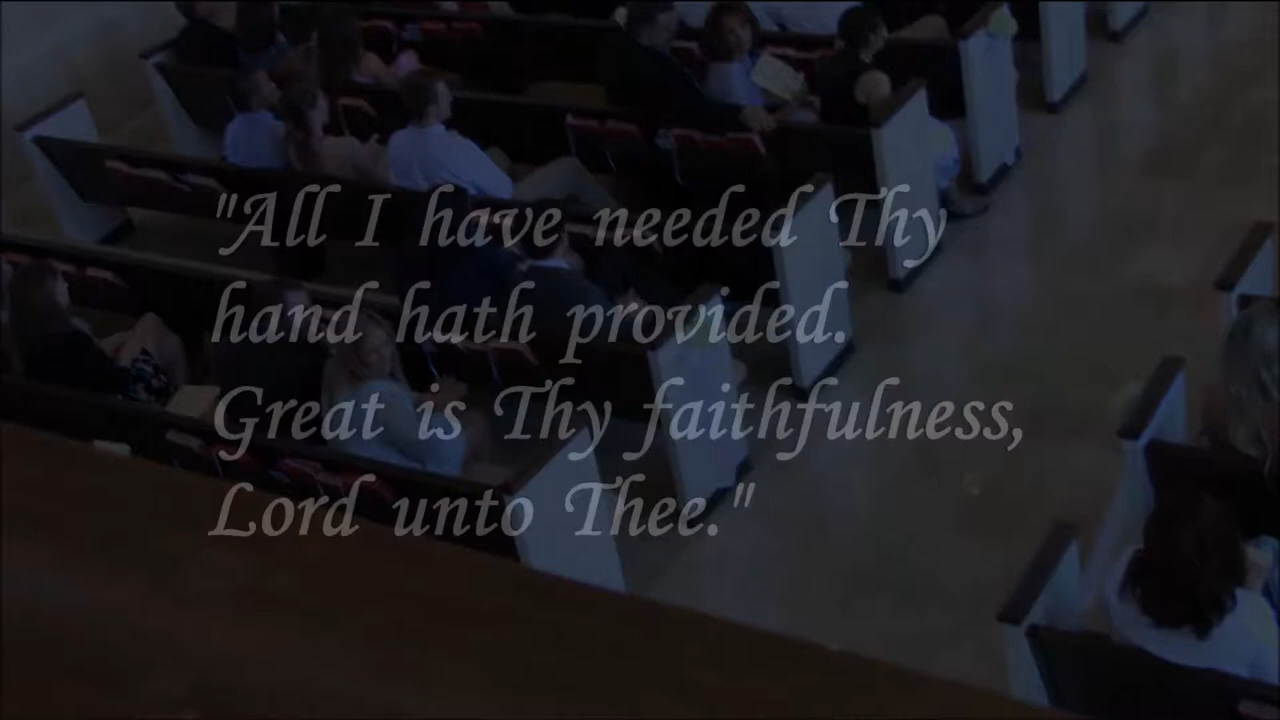 "All I have needed Thy
hand hath provided.
Great is Thy faithfulness,
Lord unto Thee."